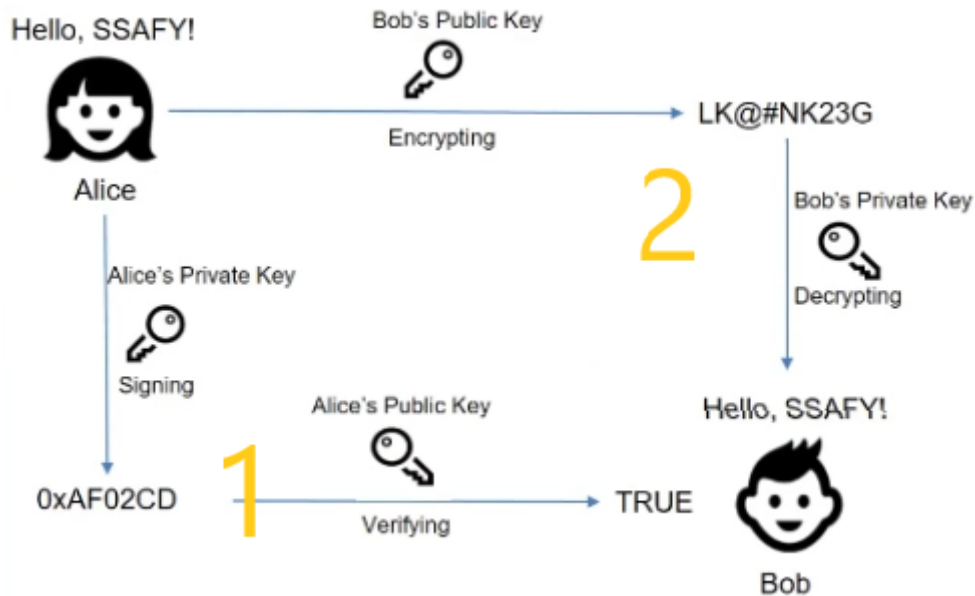 Hello, SSAFY!
Bob's Public Key
Encrypting
LK@#NK23G
Alice
2
Bob's Private Key
Decrypting
Alice's Private Key
Signing
Hello, SSAFY!
Alice's Public Key
1
0xAF02CD
Verifying
TRUE
Bob